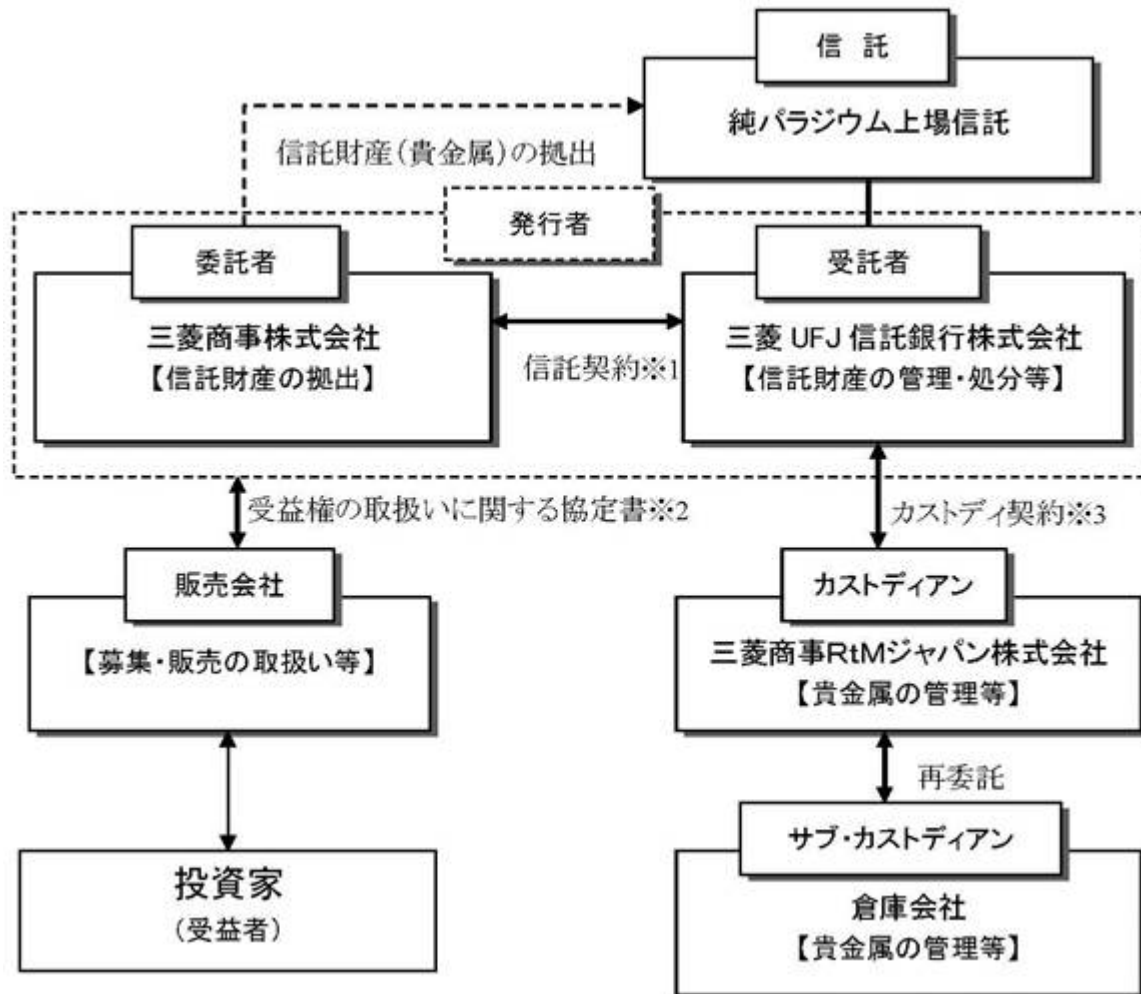 信 託
純パラジウム上場信託
信託財産(貴金属)の拠出
発行者
委託者
三菱商事株式会社
【信託財産の拠出】
信託契約※1
受託者
三菱 UFJ 信託銀行株式会社
【信託財産の管理・処分等】
受益権の取扱いに関する協定書※2
カストディ契約※3
販売会社
【募集・販売の取扱い等】
カストディアン
三菱商事RtMジャパン株式会社
【貴金属の管理等】
再委託
投資家
(受益者)
サブ・カストディアン
倉庫会社
【貴金属の管理等】